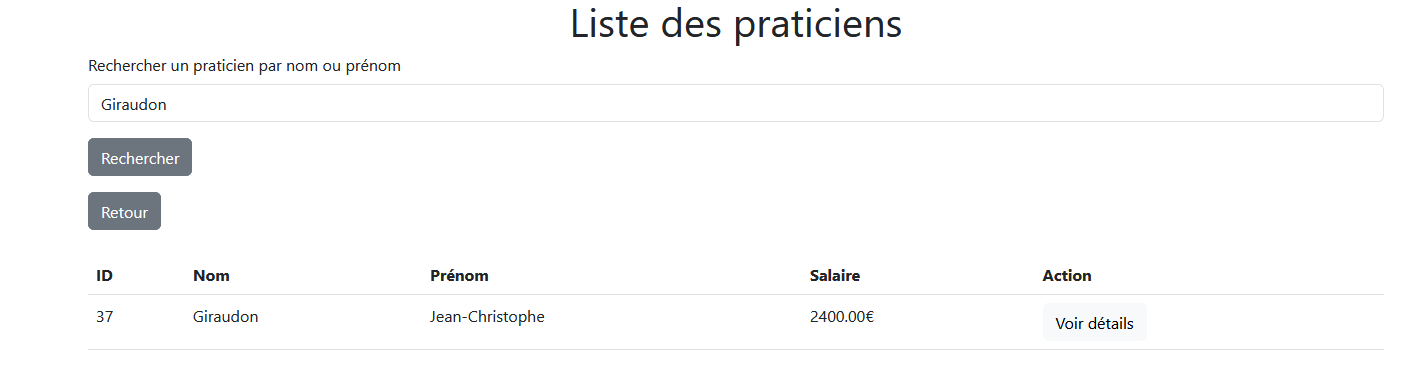 Liste des praticiens
Rechercher un praticien par nom ou prénom
Giraudon
Rechercher
Retour
ID Nom Prénom Salaire Action
37 Giraudon Jean-Christophe 2400.00€ Voir détails